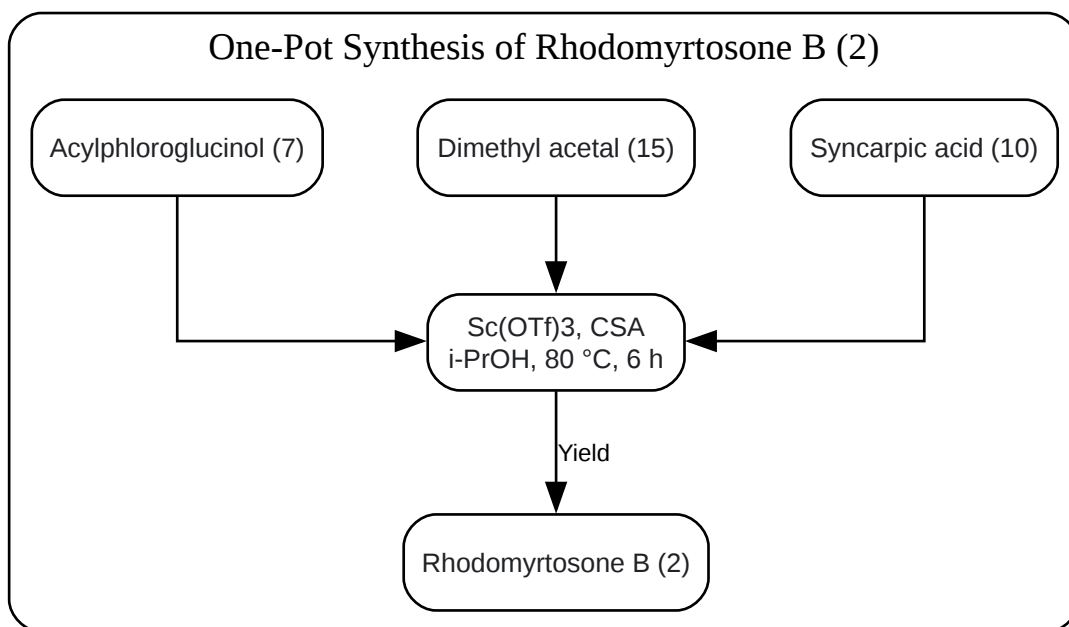 One-Pot Synthesis of Rhodomyrtosone B (2)
Acylphloroglucinol (7)
Dimethyl acetal (15)
Syncarpic acid (10)
Sc(OTf)3, CSA
i-PrOH, 80 °C, 6 h
Yield
Rhodomyrtosone B (2)